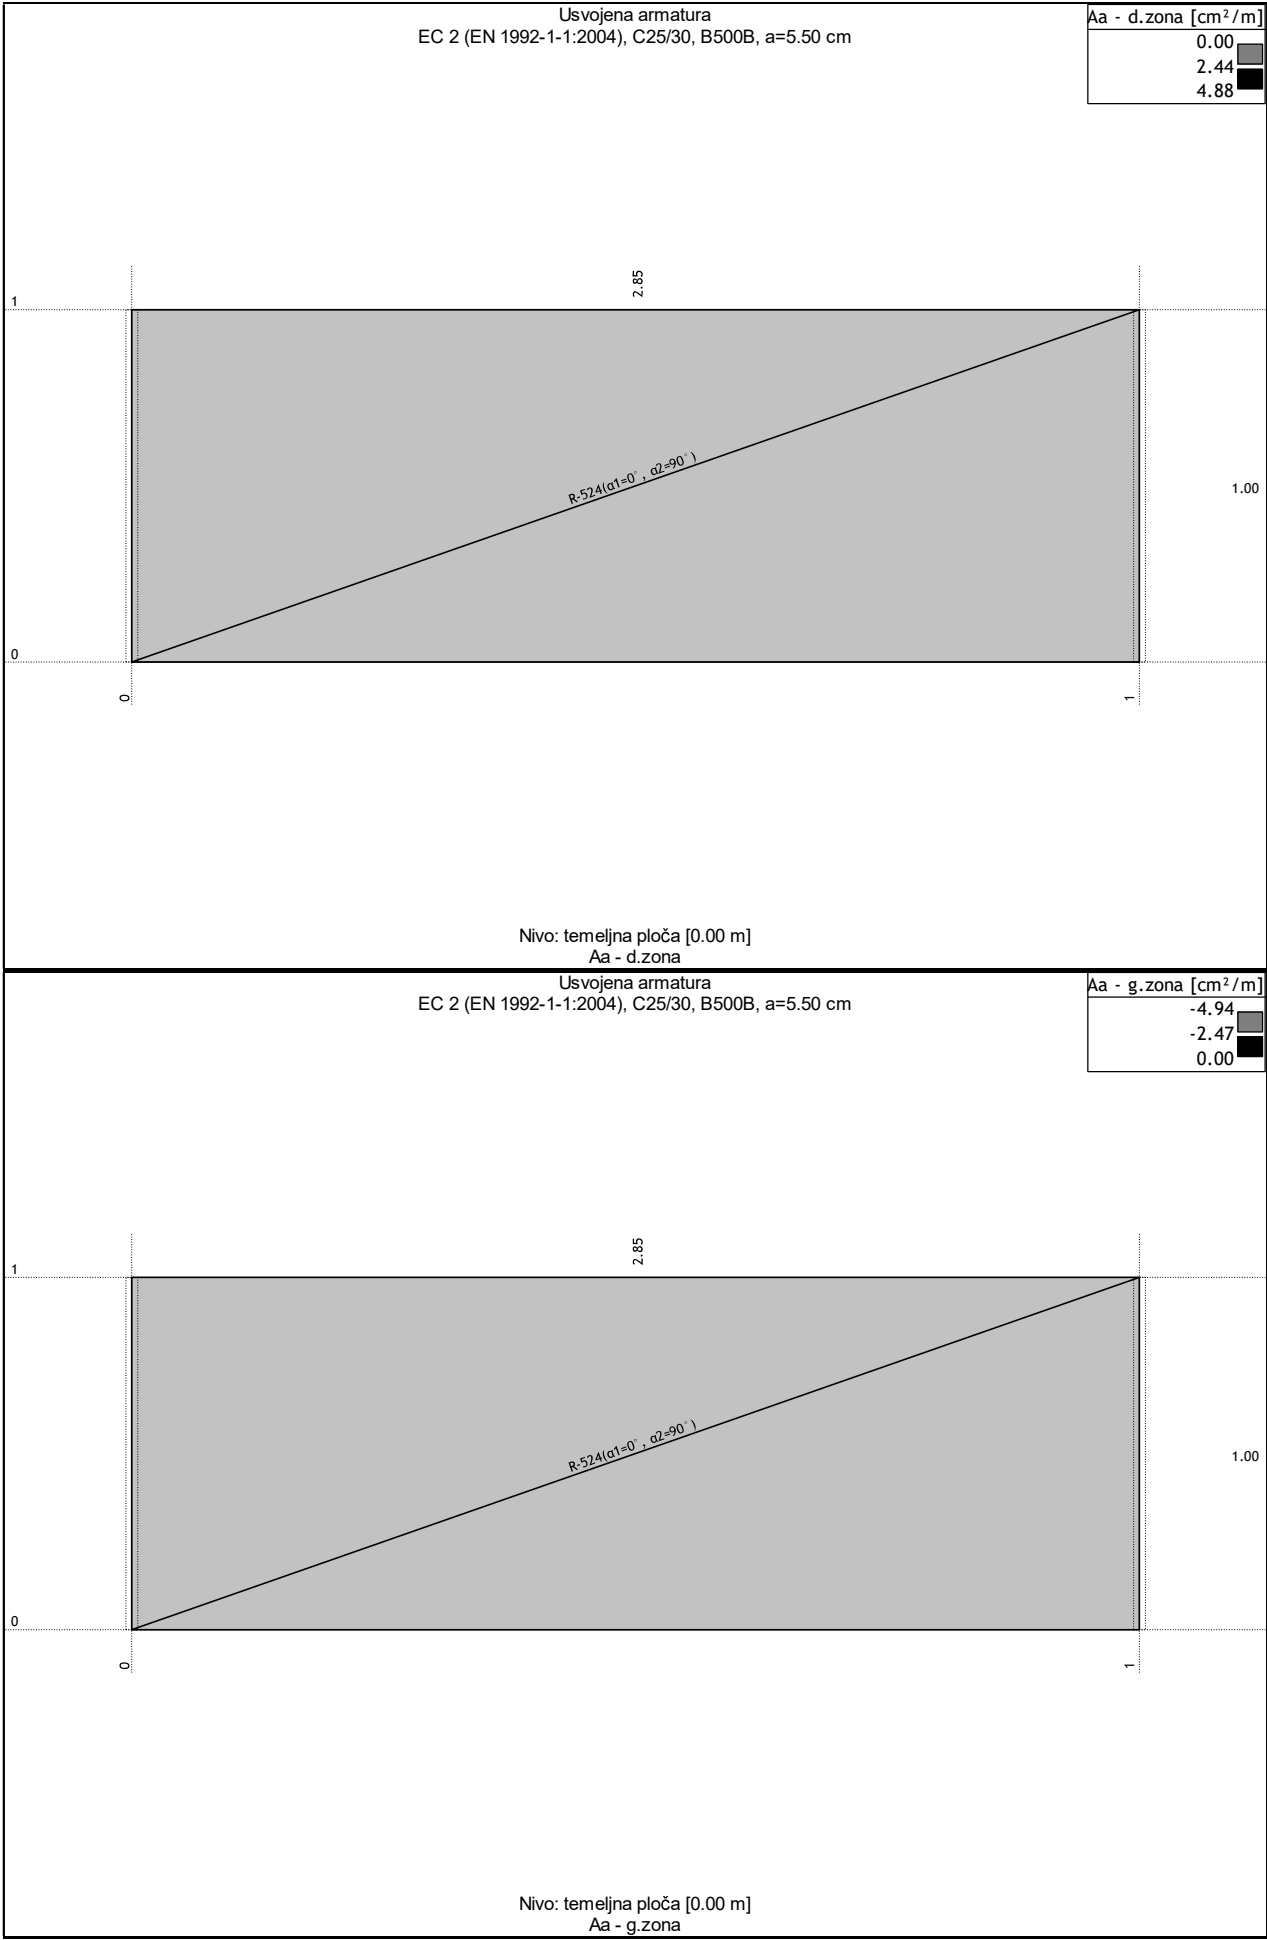 Usvojena armatura
EC 2 (EN 1992-1-1:2004), C25/30, B500B, a=5.50 cm
Aa - d.zona [cm²/m]
0.00
2.44
4.88
2.85
1
R-524(α1=0°, α2=90°)
1.00
0
0
1
Nivo: temeljna ploča [0.00 m]
Aa - d.zona
Usvojena armatura
EC 2 (EN 1992-1-1:2004), C25/30, B500B, a=5.50 cm
Aa - g.zona [cm²/m]
-4.94
-2.47
0.00
2.85
1
R-524(α1=0°, α2=90°)
1.00
0
0
1
Nivo: temeljna ploča [0.00 m]
Aa - g.zona